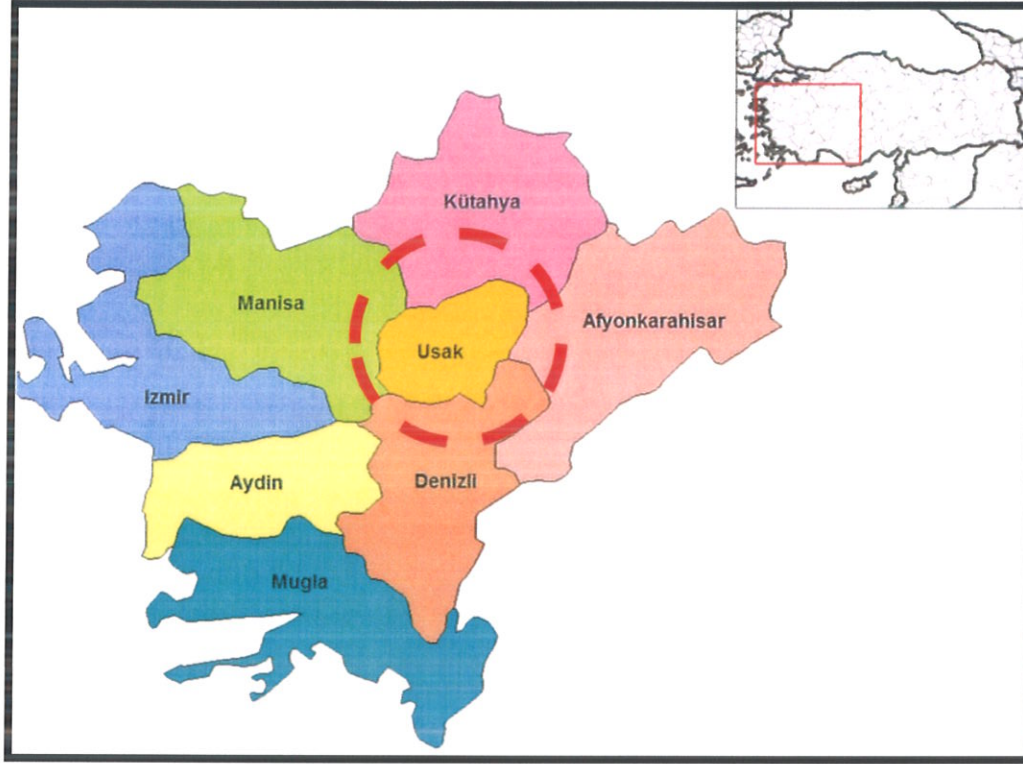 Kütahya
Manisa
Afyonkarahisar
Usak
Izmir
Aydin
Denizli
Mugla